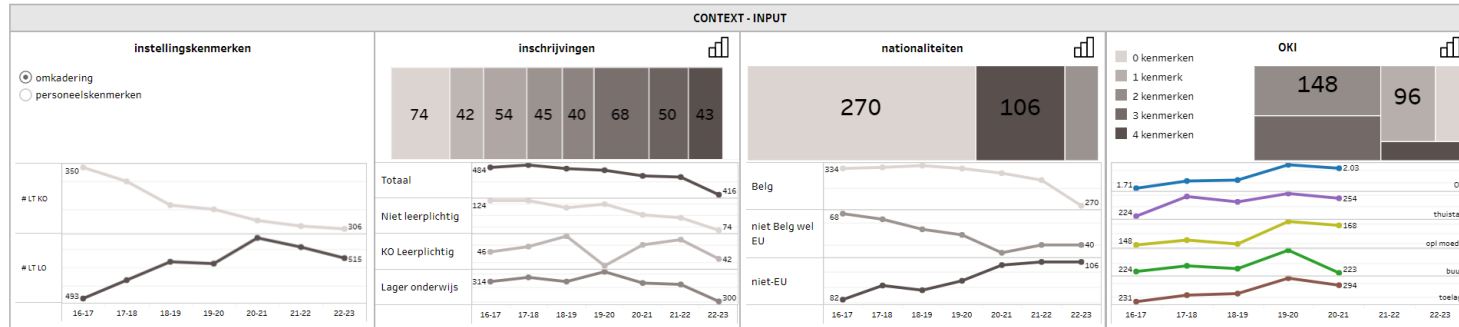 CONTEXT - INPUT
instellingskenmerken
omkadering
personeelskenmerken
# LT KO
350
306
# LT LO
493
515
16-17 17-18 18-19 19-20 20-21 21-22 22-23
inschrijvingen
74 42 54 45 40 68 50 43
Totaal
484
416
Niet leerplichtig
124
74
KO Leerplichtig
46
42
Lager onderwijs
314
300
16-17 17-18 18-19 19-20 20-21 21-22 22-23
nationaliteiten
270 106
Belg
334
270
niet Belg wel
EU
68
40
niet-EU
82
106
16-17 17-18 18-19 19-20 20-21 21-22 22-23
OKI
0 kenmerken
1 kenmerk
2 kenmerken
3 kenmerken
4 kenmerken
148 96
1.71
2.03
224
254
thuista
148
168
opl moed
224
223
buu
231
294
toelag
16-17 17-18 18-19 19-20 20-21 21-22 22-23